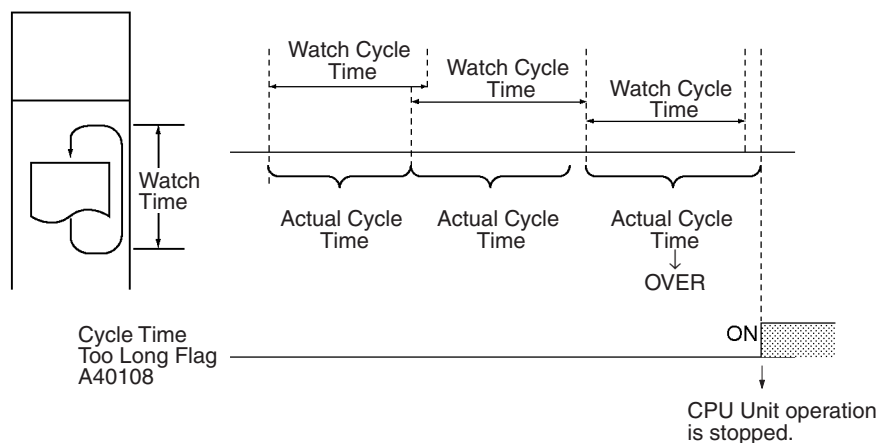 Watch Cycle
Time
Watch Cycle
Time
Watch Cycle
Time
Watch
Time
Actual Cycle
Time
Actual Cycle
Time
Actual Cycle
Time
OVER
Cycle Time
Too Long Flag
A40108
ON
CPU Unit operation
is stopped.